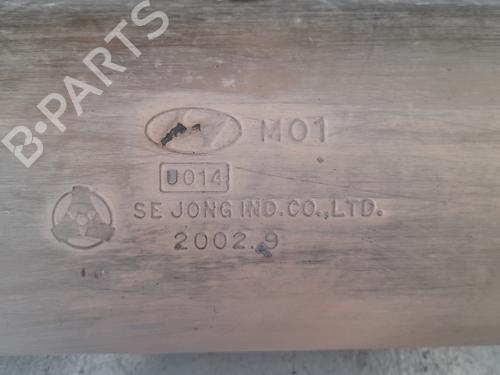 B-PARTS
M01
U014
SE JONG IND.CO.,LTD.
2002.9